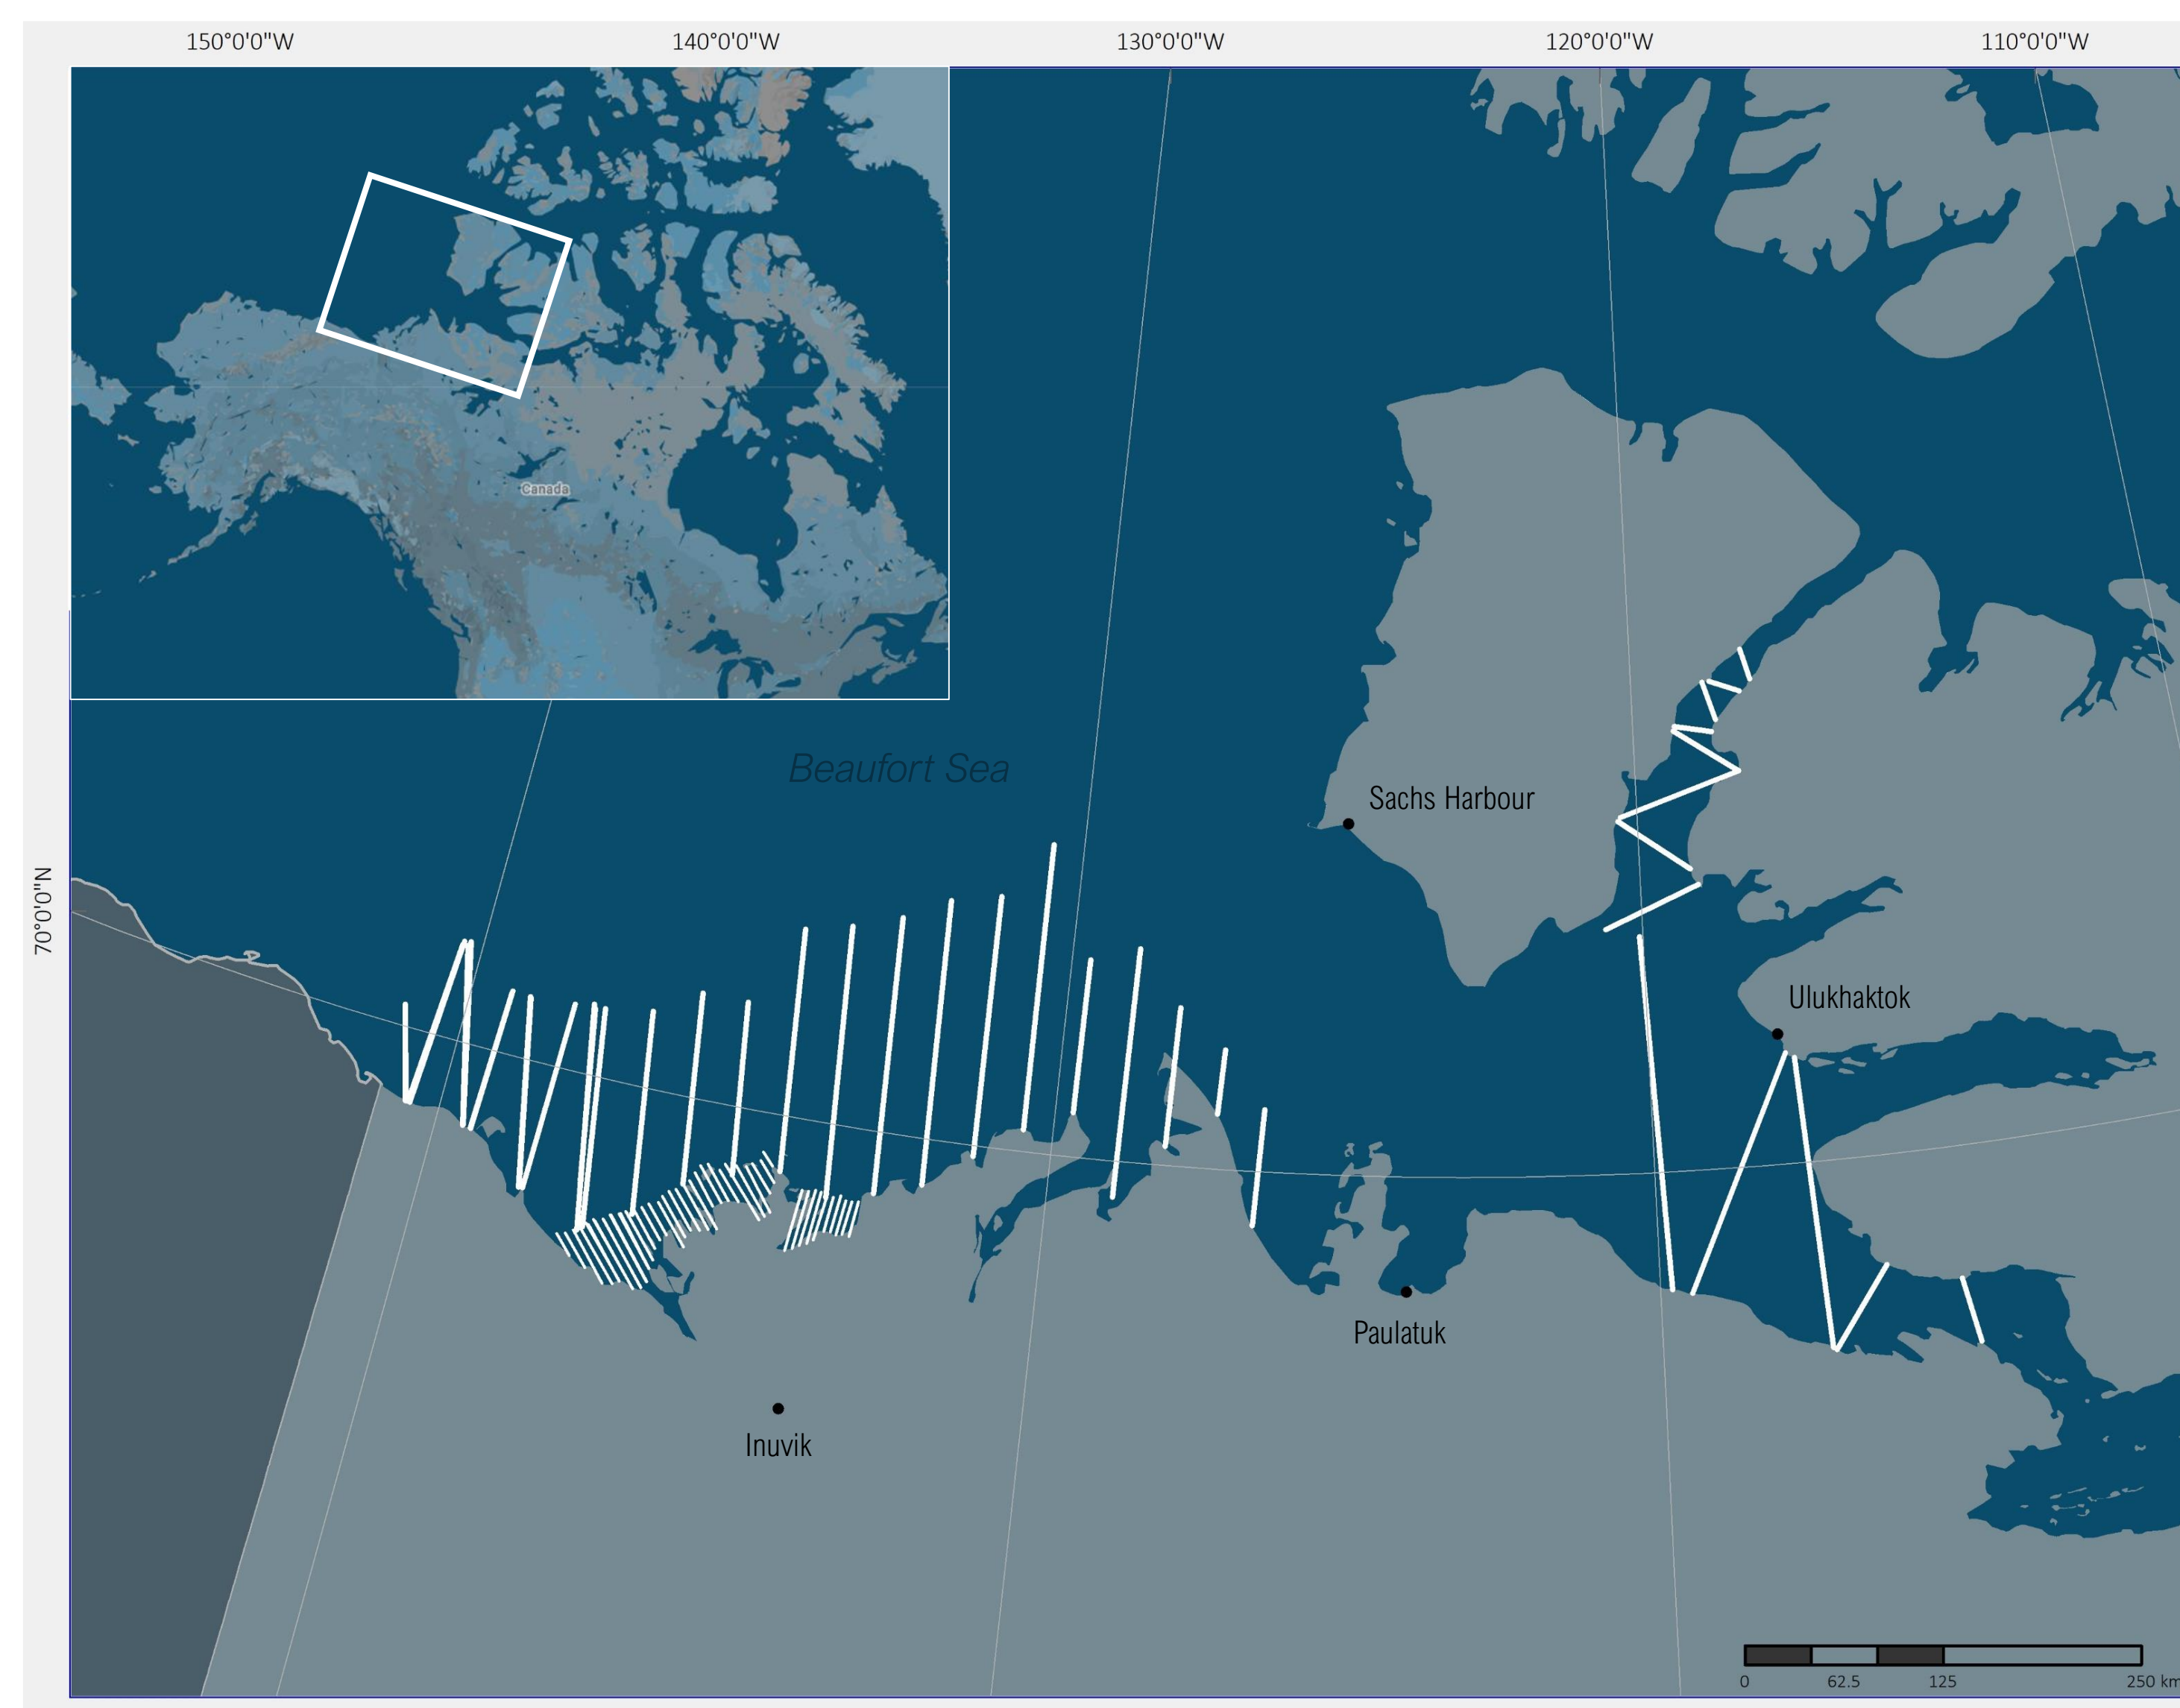 150°0'0"W
140°0'0"W
130°0'0"W
120°0'0"W
110°0'0"W
Canada
Beaufort Sea
70°0'0"N
Sachs Harbour
Ulukhaktok
Paulatuk
Inuvik
0
62.5
125
250 km